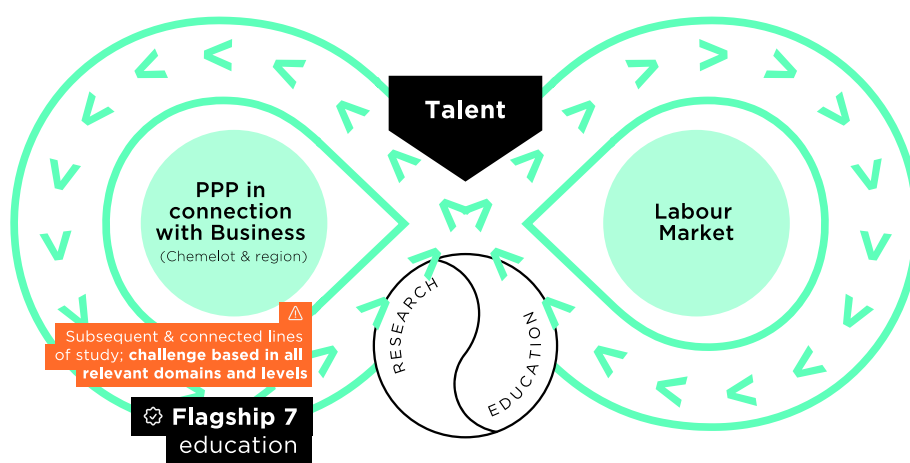 Talent
PPP in
connection
with Business
(Chemelot & region)
Labour
Market
RESEARCH
EDUCATION
Subsequent & connected lines
of study; challenge based in all
relevant domains and levels
Flagship 7
education